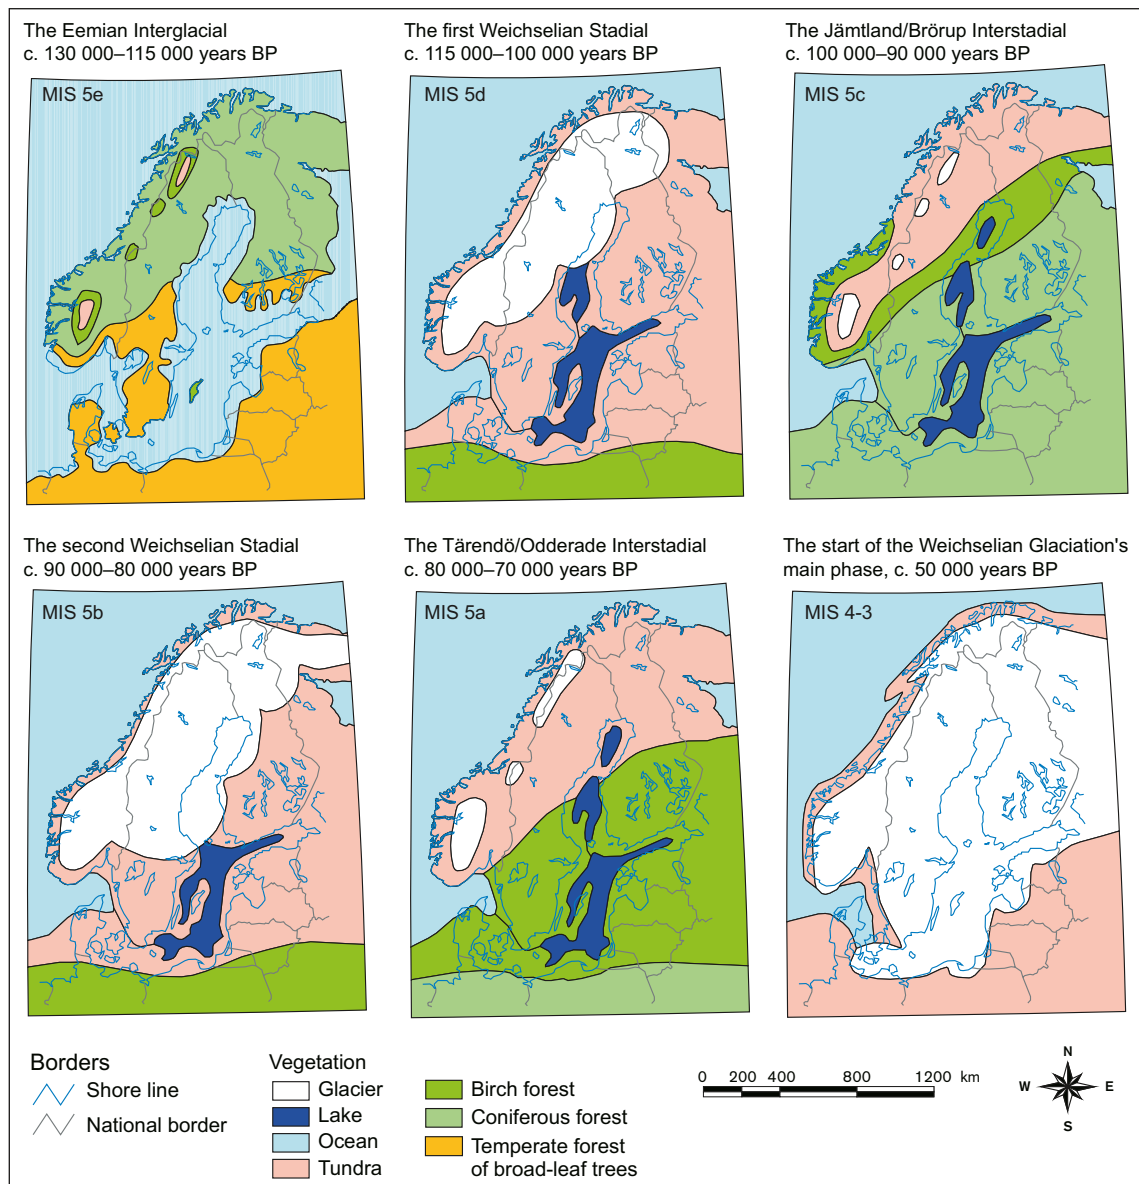 The Eemian Interglacial
c. 130 000–115 000 years BP
MIS 5e
The first Weichselian Stadial
c. 115 000–100 000 years BP
MIS 5d
The Jämtland/Brörup Interstadial
c. 100 000–90 000 years BP
MIS 5c
The second Weichselian Stadial
c. 90 000–80 000 years BP
MIS 5b
The Tärendö/Odderade Interstadial
c. 80 000–70 000 years BP
MIS 5a
The start of the Weichselian Glaciation's
main phase, c. 50 000 years BP
MIS 4-3
Borders
Shore line
National border
Vegetation
Glacier
Lake
Ocean
Tundra
Birch forest
Coniferous forest
Temperate forest
of broad-leaf trees
0 200 400 800 1200 km
N
W E
S